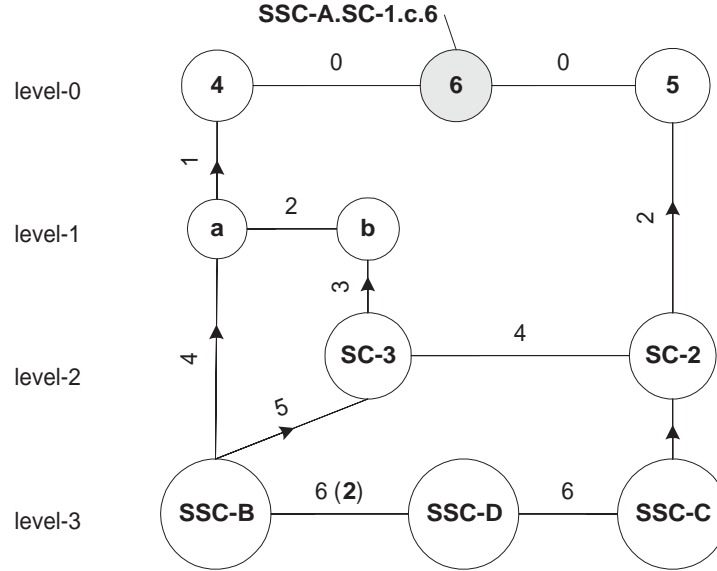 SSC-A.SC-1.c.6
level-0 4 0 6 0 5
1
level-1 a 2 b 2
3
level-2 SC-3 4 SC-2
4
5
level-3 SSC-B 6 (2) SSC-D 6 SSC-C